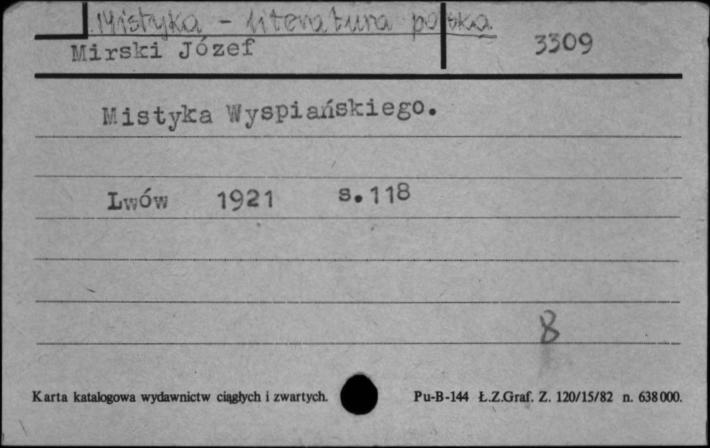 Mistyka - literatura polska
Mirski Józef 3309
Mistyka Wyspiańskiego.
Lwów 1921 s.118
8
Karta katalogowa wydawnictw ciągłych i zwartych. Pu-B-144 Ł.Z.Graf. Z. 120/15/82 n. 638000.